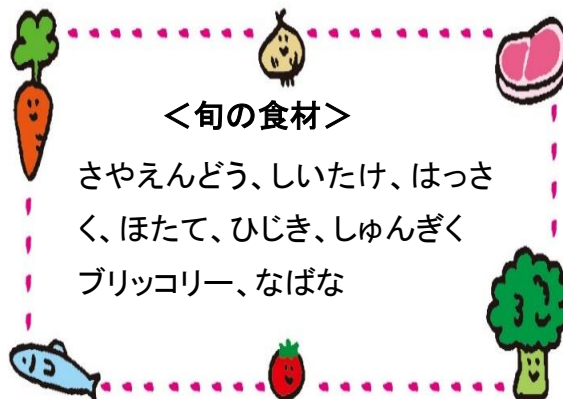 ＜旬の食材＞
さやえんどう、しいたけ、はっさ
く、ほたて、ひじき、しゅんぎく
ブリッコリー、なばな